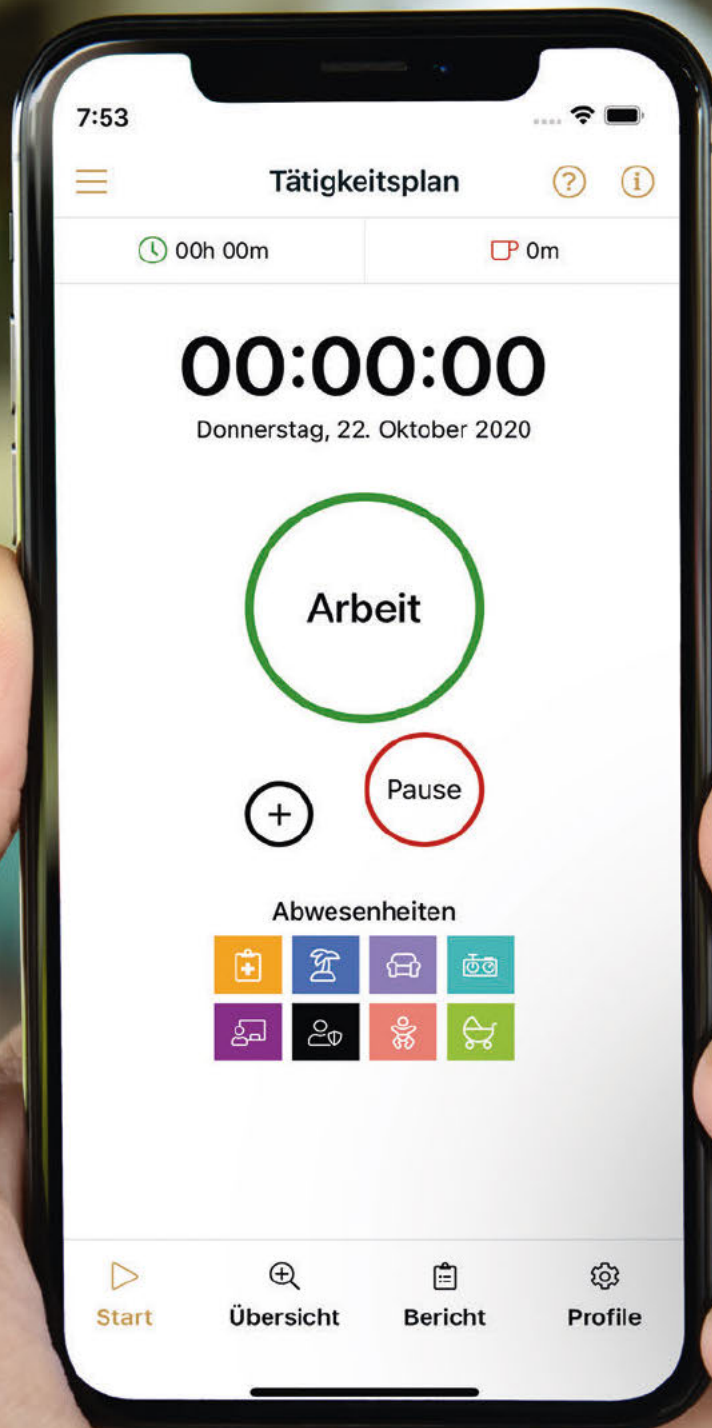 7:53
Tätigkeitsplan
00h 00m
0m
00:00:00
Donnerstag, 22. Oktober 2020
Arbeit
Pause
Abwesenheiten
Start
Übersicht
Bericht
Profile